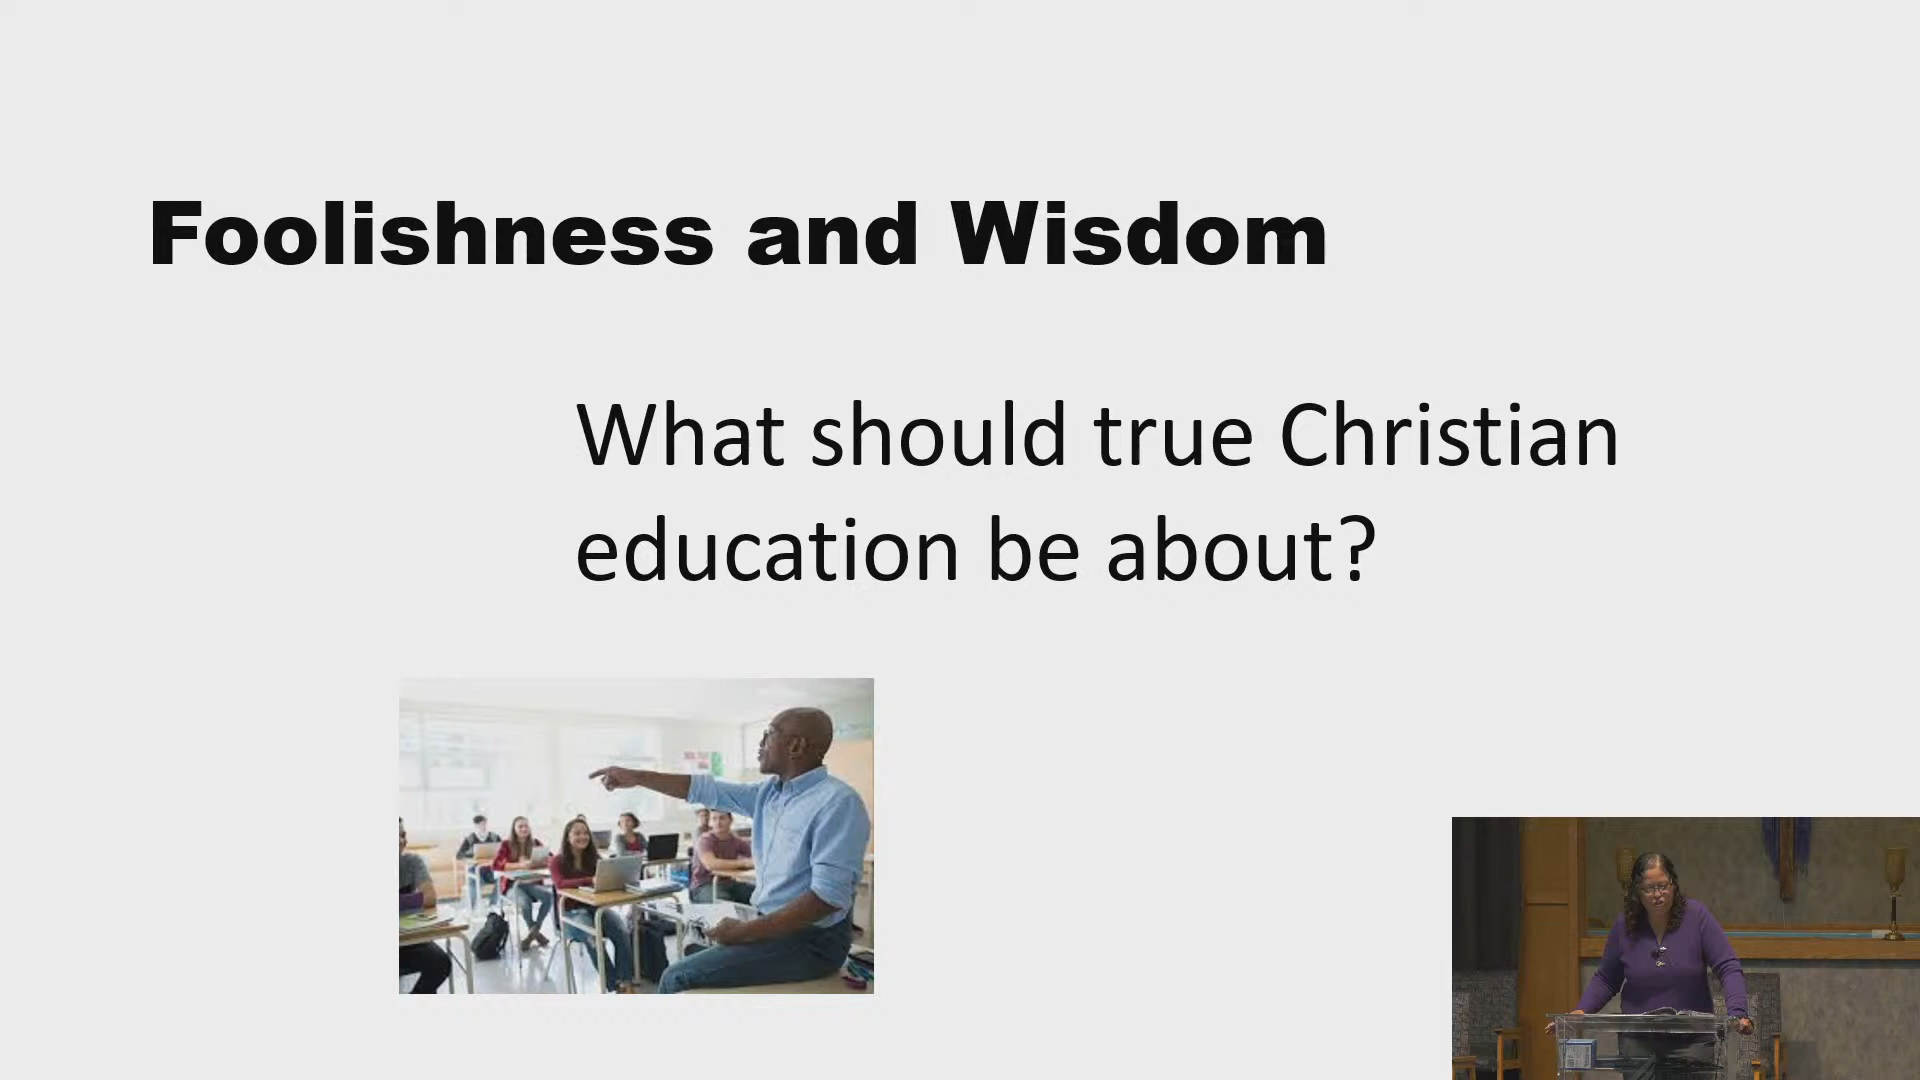 Foolishness and Wisdom
What should true Christian
education be about?